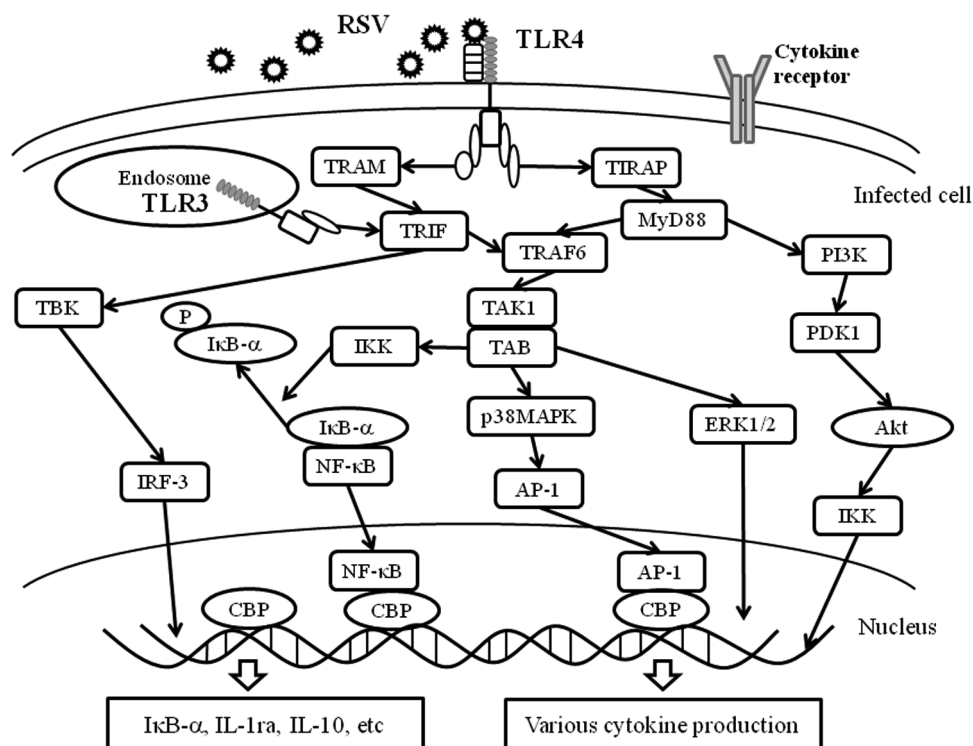 RSV
TLR4
Cytokine
receptor
TRAM
TIRAP
Endosome
TLR3
Infected cell
MyD88
TRIF
TRAF6
PI3K
TBK
P
TAK1
IκB-α
IKK
TAB
PDK1
p38MAPK
ERK1/2
Akt
IκB-α
NF-κB
IRF-3
AP-1
IKK
NF-κB
AP-1
CBP
CBP
CBP
Nucleus
IκB-α, IL-1ra, IL-10, etc
Various cytokine production